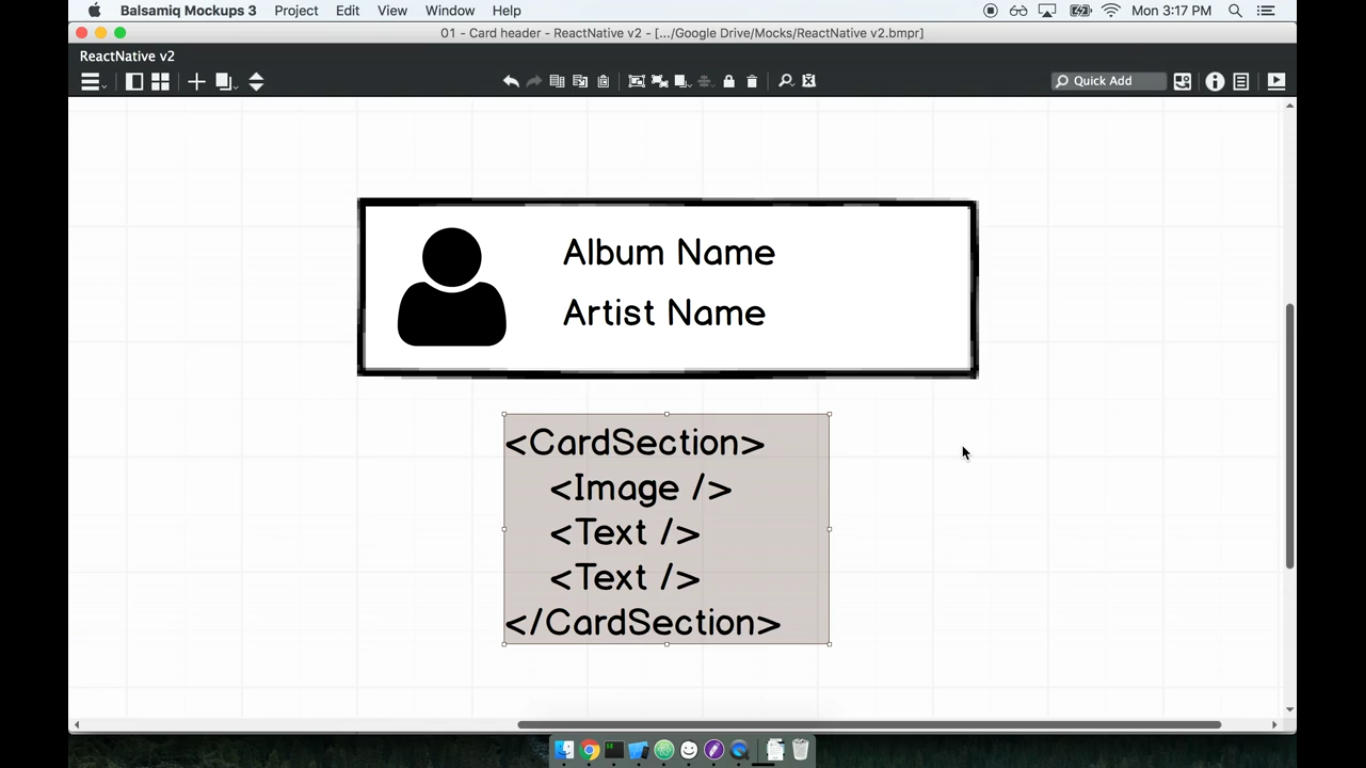 Balsamiq Mockups 3 Project Edit View Window Help Mon 3:17 PM
01 - Card header - ReactNative v2 - [.../Google Drive/Mocks/ReactNative v2.bmpr]
ReactNative v2
Quick Add
Album Name
Artist Name
<CardSection>
<Image />
<Text />
<Text />
</CardSection>